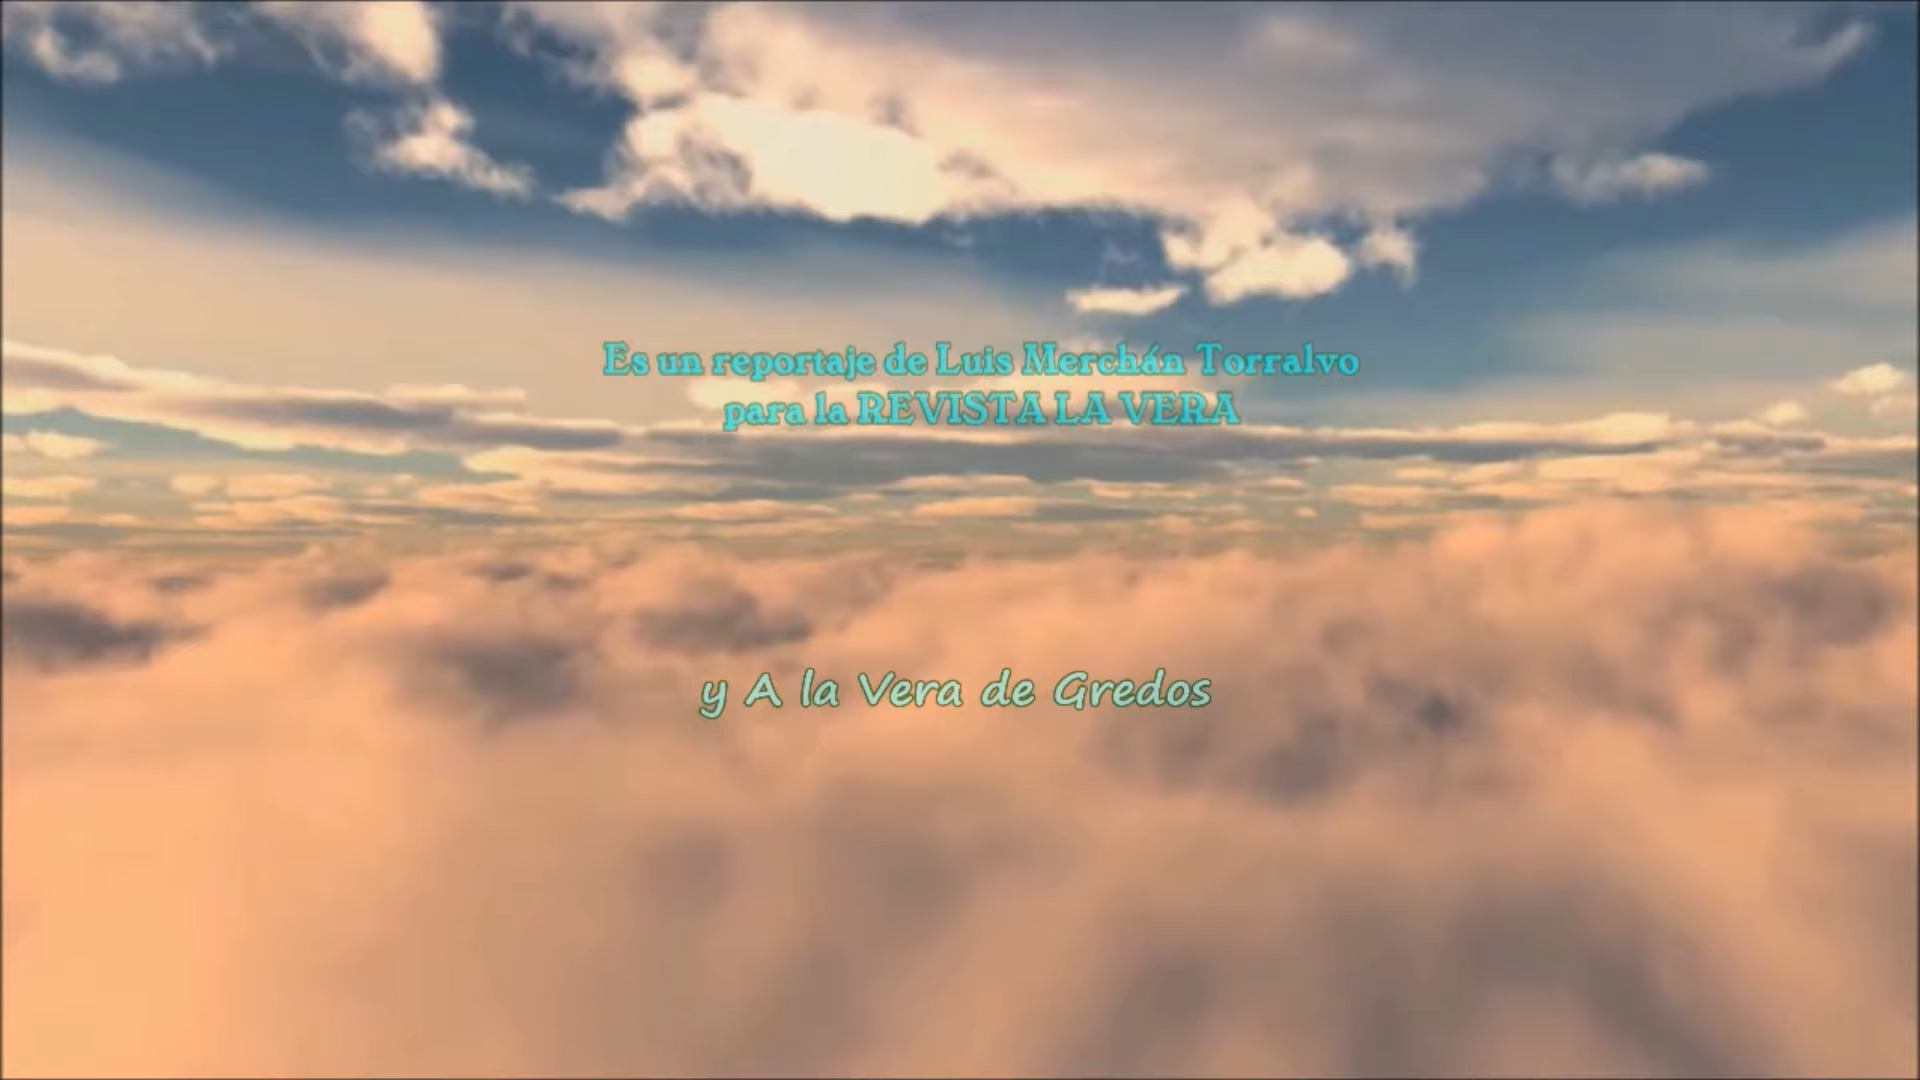 Es un reportaje de Luis Merchán Torralvo
para la REVISTA LA VERA
y A la Vera de Gredos